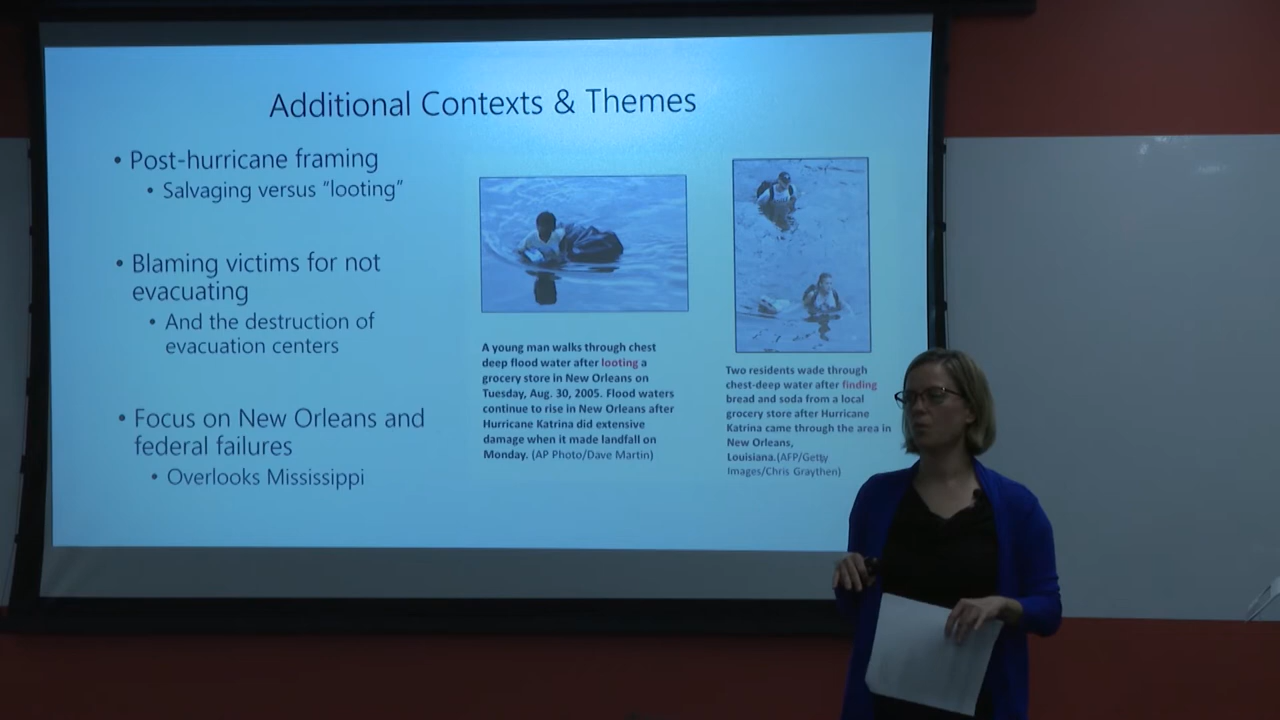 Additional Contexts & Themes
• Post-hurricane framing
• Salvaging versus “looting”
• Blaming victims for not
evacuating
• And the destruction of
evacuation centers
• Focus on New Orleans and
federal failures
• Overlooks Mississippi
A young man walks through chest
deep flood water after looting a
grocery store in New Orleans on
Tuesday, Aug. 30, 2005. Flood waters
continue to rise in New Orleans after
Hurricane Katrina did extensive
damage when it made landfall on
Monday. (AP Photo/Dave Martin)
Two residents wade through
chest-deep water after finding
bread and soda from a local
grocery store after Hurricane
Katrina came through the area in
New Orleans,
Louisiana.(AFP/Getty
Images/Chris Graythen)